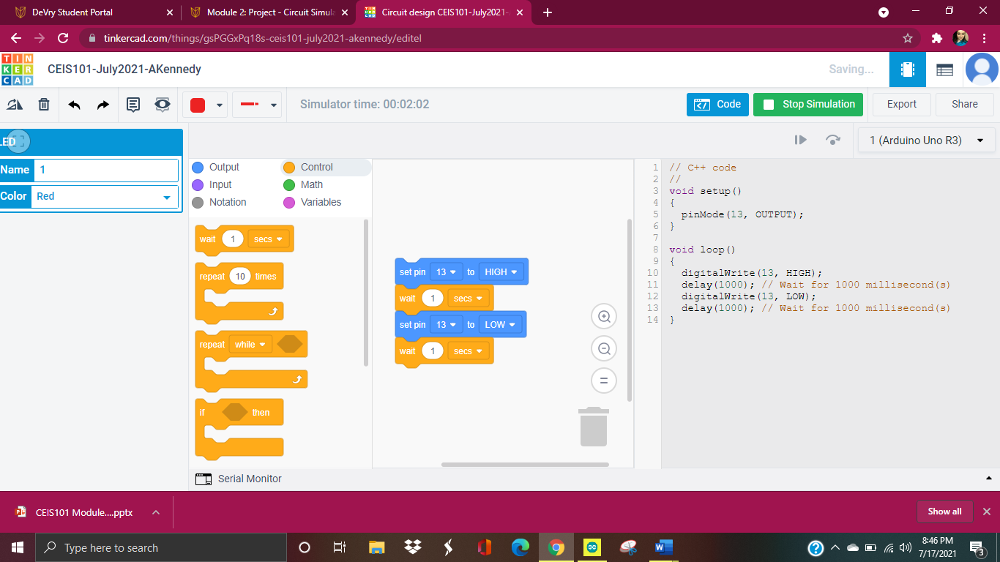 DeVry Student Portal
Module 2: Project - Circuit Simula
Circuit design CEIS101-July2021-
tinkercad.com/things/gsPGGxPq18s-ceis101-july2021-akennedy/editel
TIN
KER
CAD
CEIS101-July2021-AKennedy
Saving...
Simulator time: 00:02:02
Code
Stop Simulation
Export
Share
LED
1 (Arduino Uno R3)
Name 1
Color Red
Output
Control
Input
Math
Notation
Variables
wait 1 secs
repeat 10 times
repeat while
if then
set pin 13 to HIGH
wait 1 secs
set pin 13 to LOW
wait 1 secs
1 // C++ code
2 //
3 void setup()
4 {
5 pinMode(13, OUTPUT);
6 }
7
8 void loop()
9 {
10 digitalWrite(13, HIGH);
11 delay(1000); // Wait for 1000 millisecond(s)
12 digitalWrite(13, LOW);
13 delay(1000); // Wait for 1000 millisecond(s)
14 }
Serial Monitor
CEIS101 Module....pptx
Show all
Type here to search
8:46 PM
7/17/2021
3